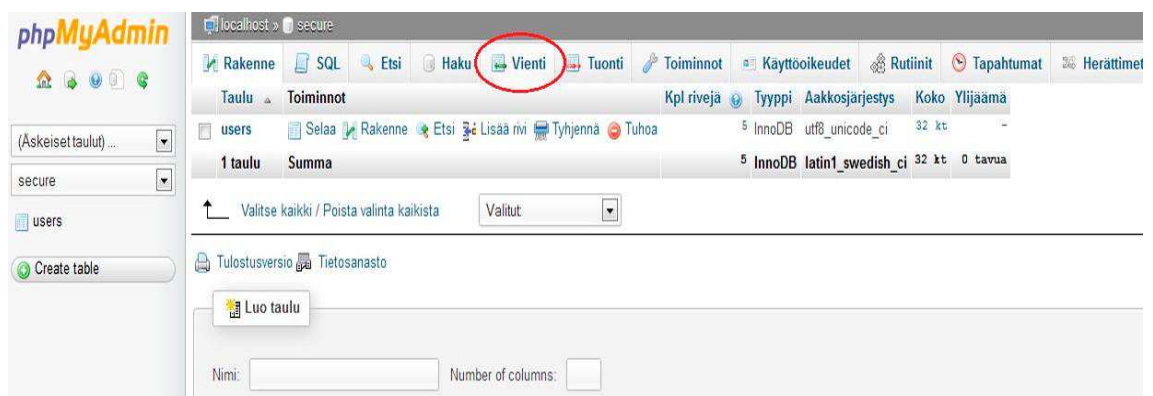 phpMyAdmin
(Äskeiset taulut) ...
secure
users
Create table
localhost » secure
Rakenne SQL Etsi Haku Vienti Tuonti Toiminnot Käyttöoikeudet Rutiinit Tapahtumat Herättimet
Taulu Toiminnot Kpl rivejä Tyyppi Aakkosjärjestys Koko Ylijäämä
users Selaa Rakenne Etsi Lisää rivi Tyhjennä Tuhoa 5 InnoDB utf8_unicode_ci 32 kt -
1 taulu Summa 5 InnoDB latin1_swedish_ci 32 kt 0 tavua
Valitse kaikki / Poista valinta kaikista Valitut:
Tulostusversio Tietosanasto
Luo taulu
Nimi: Number of columns: